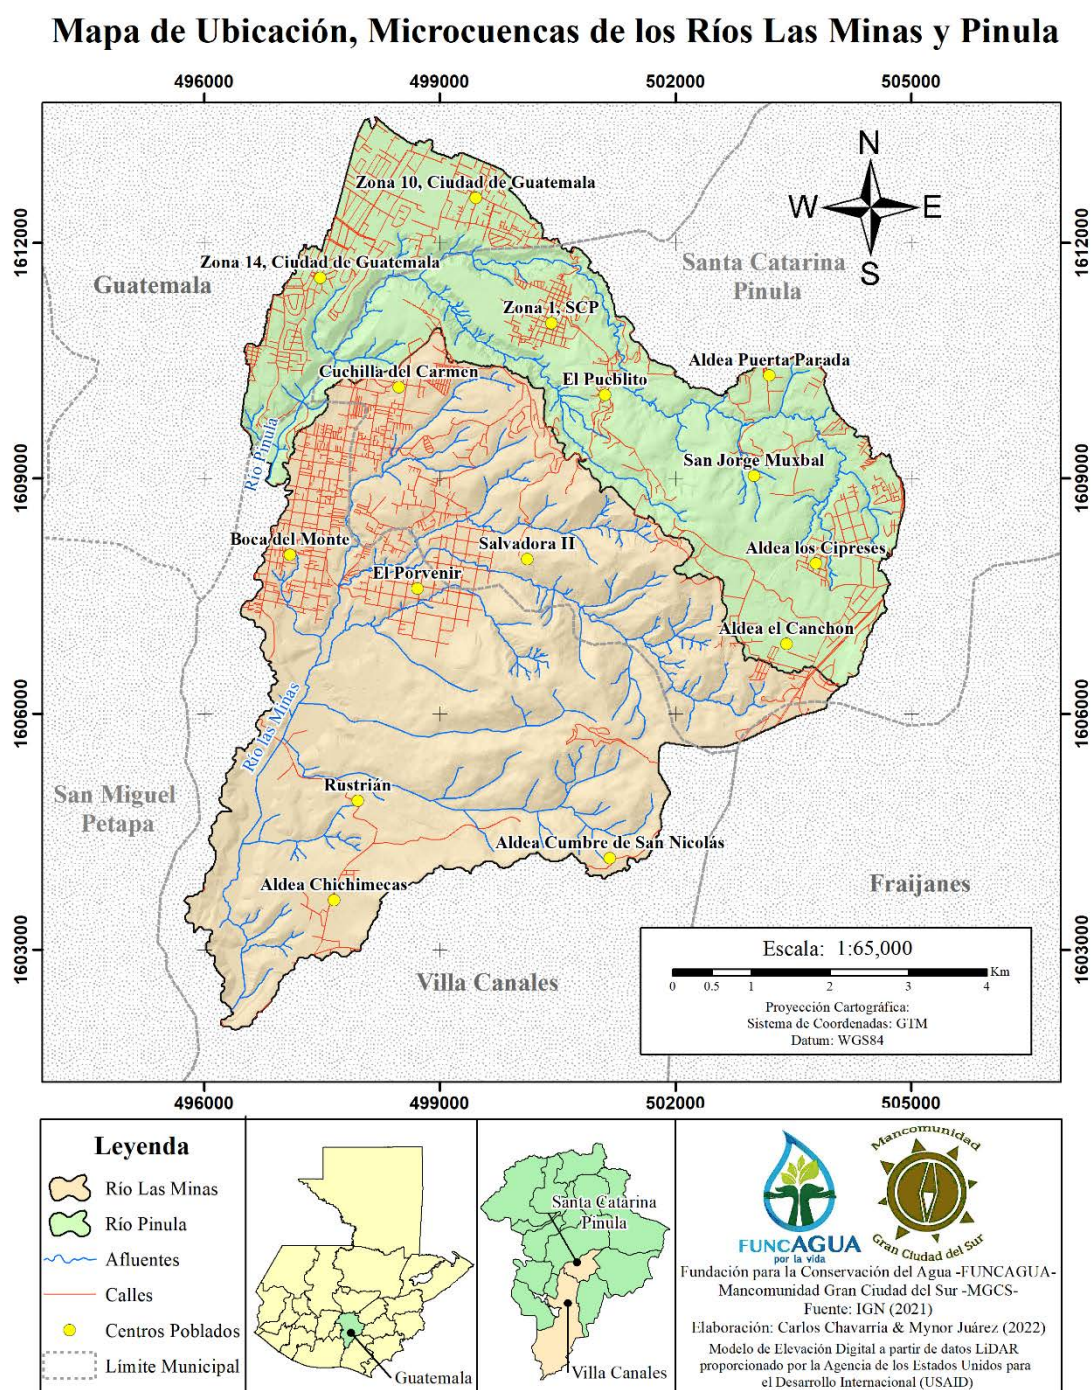 Mapa de Ubicación, Microcuencas de los Ríos Las Minas y Pinula
496000
499000
502000
505000
N
W
E
S
1612000
1612000
Zona 10, Ciudad de Guatemala
Zona 14, Ciudad de Guatemala
Guatemala
Santa Catarina
Pinula
Zona 1, SCP
Aldea Puerta Parada
Cuchilla del Carmen
El Pueblito
Río Pinula
San Jorge Muxbal
1609000
1609000
Boca del Monte
Salvadora II
Aldea los Cipreses
El Porvenir
Aldea el Canchon
1606000
1606000
Río las Minas
San Miguel
Petapa
Rustrián
Aldea Cumbre de San Nicolás
Aldea Chichimecas
Fraijanes
1603000
1603000
Villa Canales
Escala: 1:65,000
0 0.5 1 2 3 4 Km
Proyección Cartográfica:
Sistema de Coordenadas: GTM
Datum: WGS84
496000
499000
502000
505000
Leyenda
Río Las Minas
Río Pinula
Afluentes
Calles
Centros Poblados
Límite Municipal
Guatemala
Santa Catarina
Pinula
Villa Canales
FUNCAGUA
por la vida
Mancomunidad
Gran Ciudad del Sur
Fundación para la Conservación del Agua -FUNCAGUA-
Mancomunidad Gran Ciudad del Sur -MGCS-
Fuente: IGN (2021)
Elaboración: Carlos Chavarría & Mynor Juárez (2022)
Modelo de Elevación Digital a partir de datos LiDAR
proporcionado por la Agencia de los Estados Unidos para
el Desarrollo Internacional (USAID)